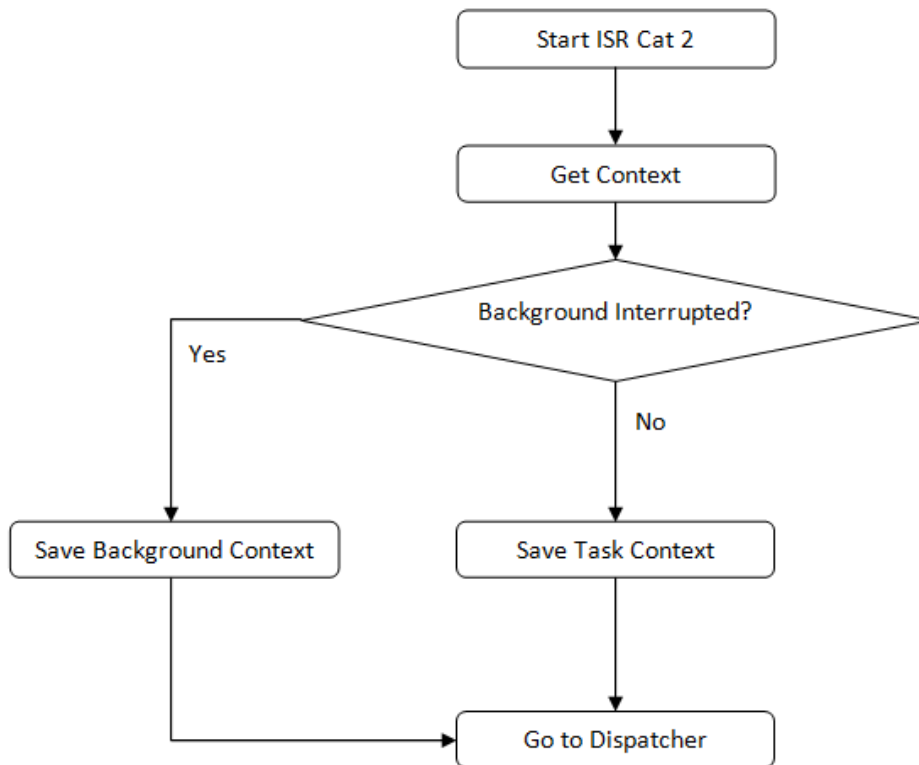 Start ISR Cat 2
Get Context
Background Interrupted?
Yes
No
Save Background Context
Save Task Context
Go to Dispatcher